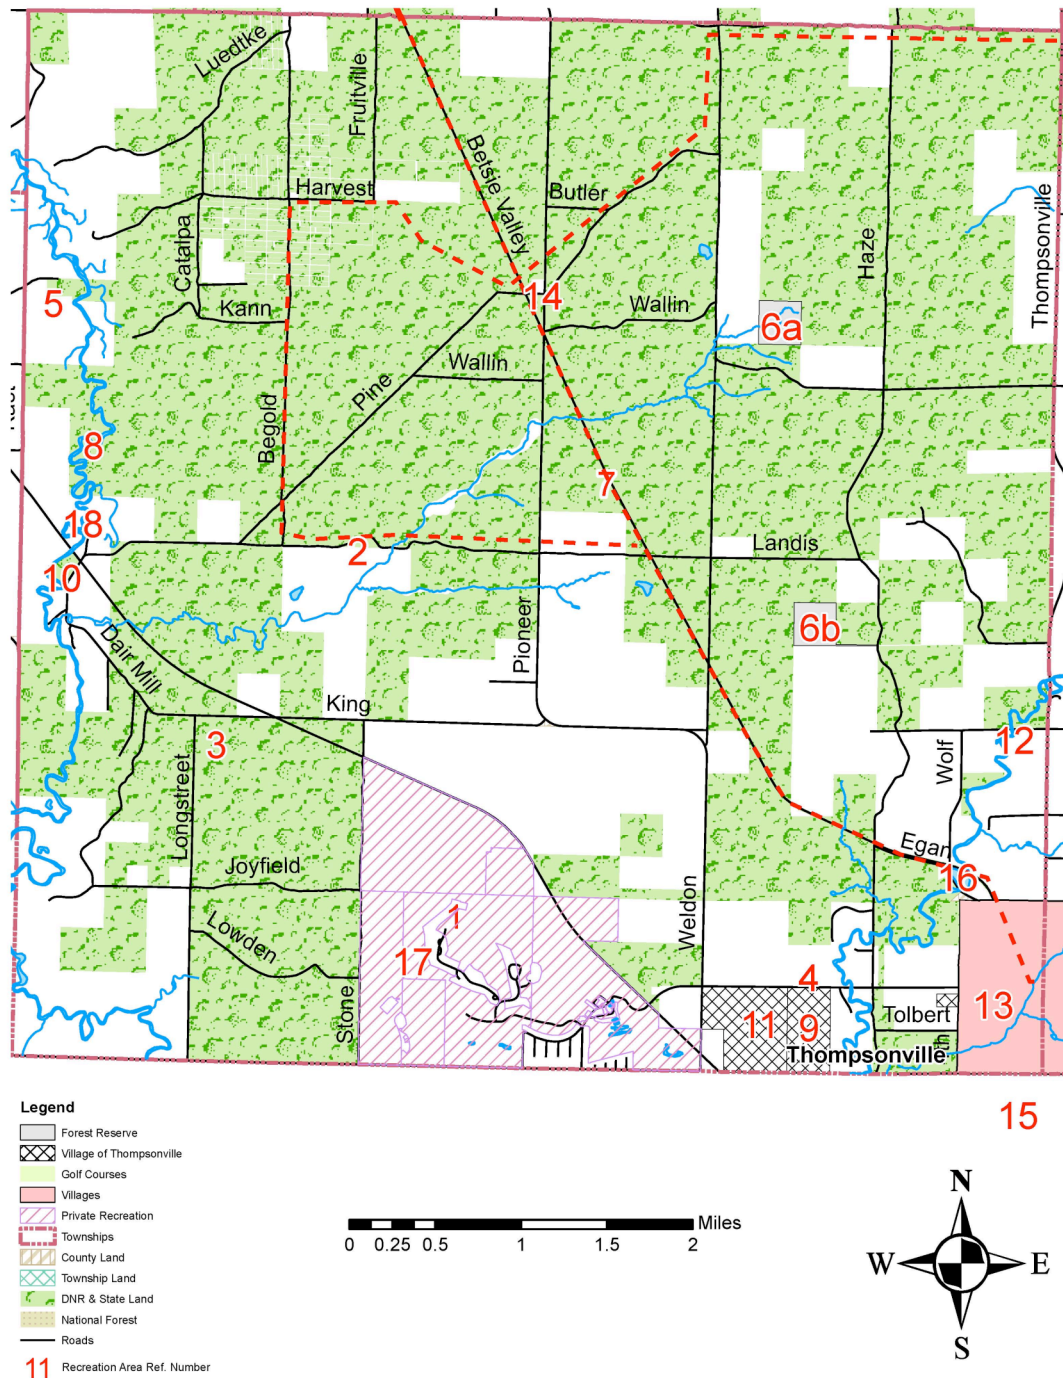 Luedtke
Fruitville
Betsie Valley
Harvest
Butler
Catalpa
Haze
Thompsonville
5
14
Kann
Wallin
6a
Wallin
Pine
Begold
8
7
18
2
Landis
10
6b
Dair Mill
Pioneer
King
3
12
Longstreet
Wolf
Egan
Joyfield
16
1
Lowden
Weldon
17
4
Stone
13
11
9
Tolbert
Thompsonville
15
Legend
Forest Reserve
Village of Thompsonville
Golf Courses
Villages
Private Recreation
Townships
County Land
Township Land
DNR & State Land
National Forest
Roads
11 Recreation Area Ref. Number
Miles
0 0.25 0.5 1 1.5 2
N
W E
S